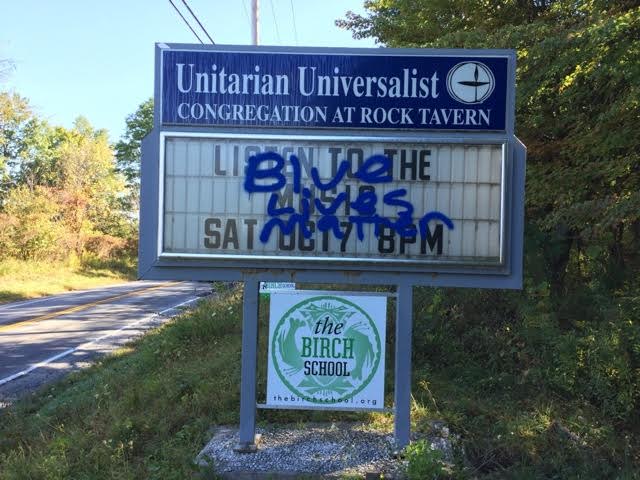 Unitarian Universalist
CONGREGATION AT ROCK TAVERN
LISTEN TO THE
MUSIC
SAT OCT 7 8PM
Blue
Lives
matter
the
BIRCH
SCHOOL
thebirchschool.org